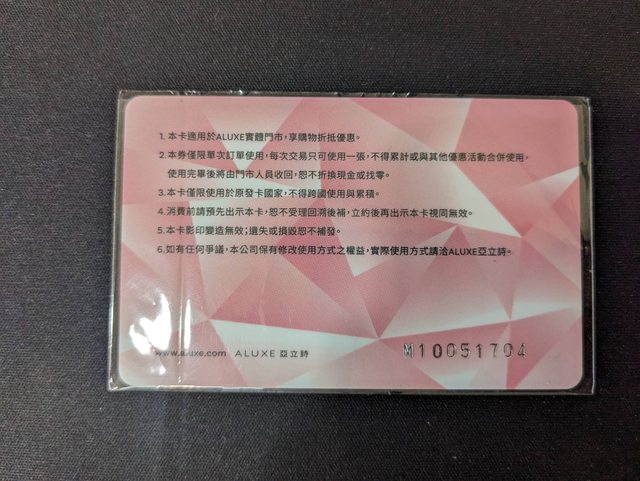 1. 本卡適用於ALUXE實體門市，享購物折抵優惠。
2. 本券僅限單次訂單使用，每次交易只可使用一張，不得累計或與其他優惠活動合併使用，
使用完畢後將由門市人員收回，恕不折換現金或找零。
3. 本卡僅限使用於原發卡國家，不得跨國使用與累積。
4. 消費前請預先出示本卡，恕不受理回溯後補，立約後再出示本卡視同無效。
5. 本卡影印變造無效；遺失或損毀恕不補發。
6. 如有任何爭議，本公司保有修改使用方式之權益，實際使用方式請洽ALUXE亞立詩。
www.aluxe.com ALUXE 亞立詩 M10051704